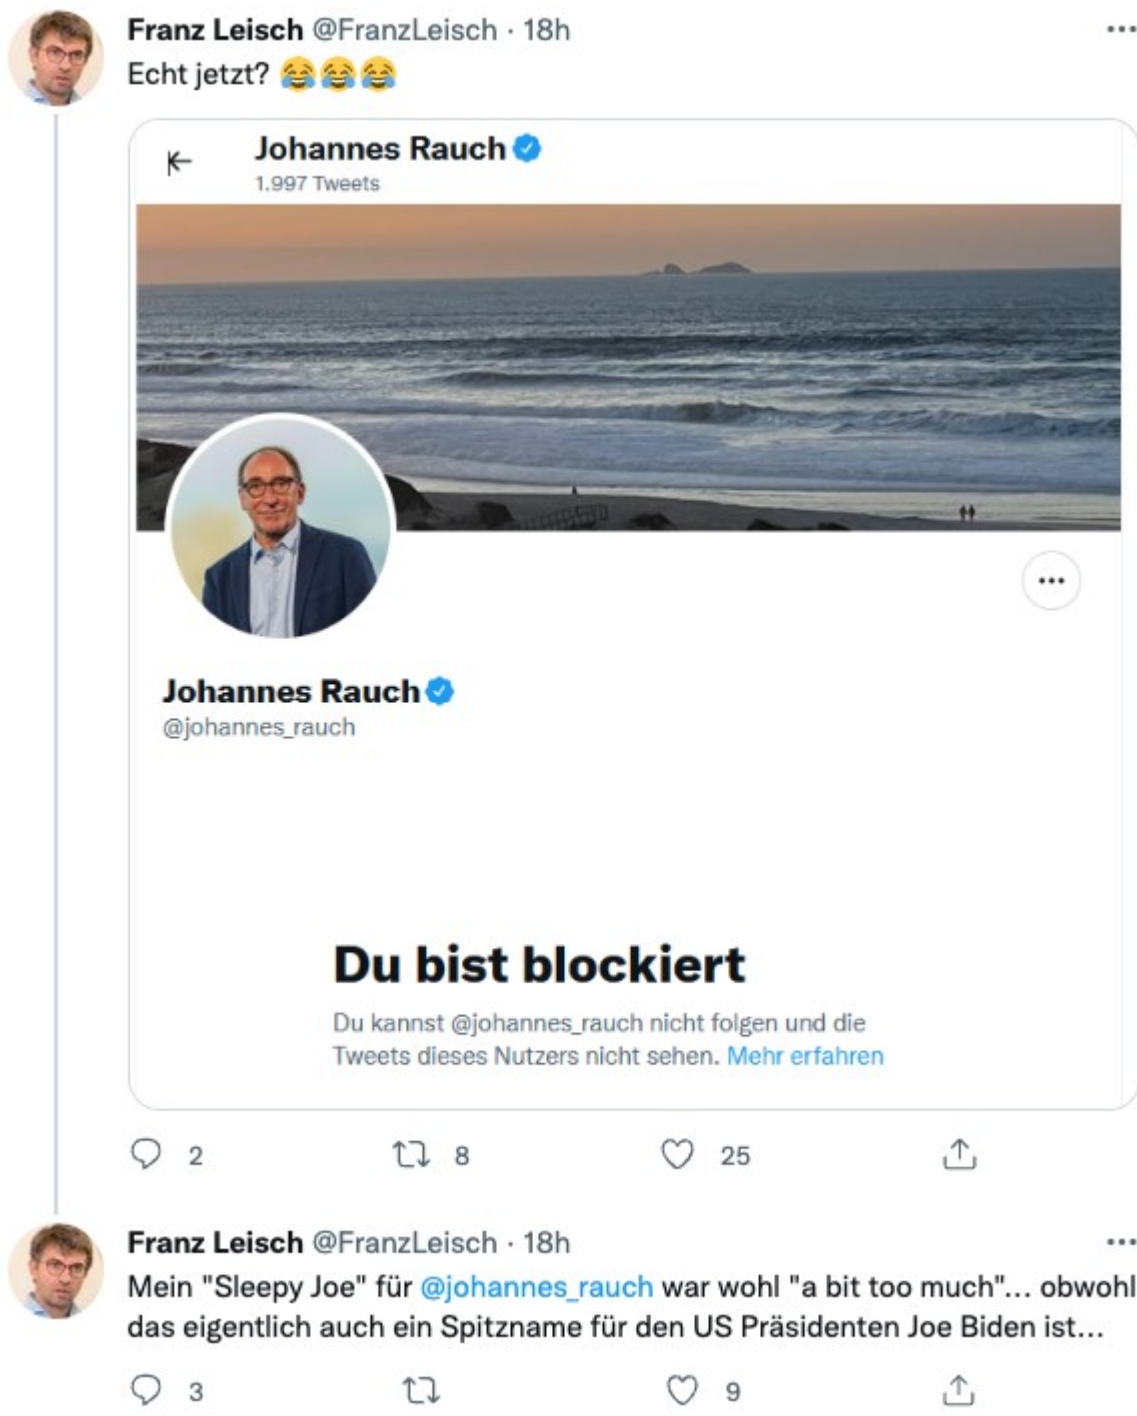 Franz Leisch @FranzLeisch · 18h
Echt jetzt? 😂😂😂
Johannes Rauch
1.997 Tweets
Johannes Rauch
@johannes_rauch
Du bist blockiert
Du kannst @johannes_rauch nicht folgen und die
Tweets dieses Nutzers nicht sehen. Mehr erfahren
2 8 25
Franz Leisch @FranzLeisch · 18h
Mein "Sleepy Joe" für @johannes_rauch war wohl "a bit too much"... obwohl
das eigentlich auch ein Spitzname für den US Präsidenten Joe Biden ist...
3 9